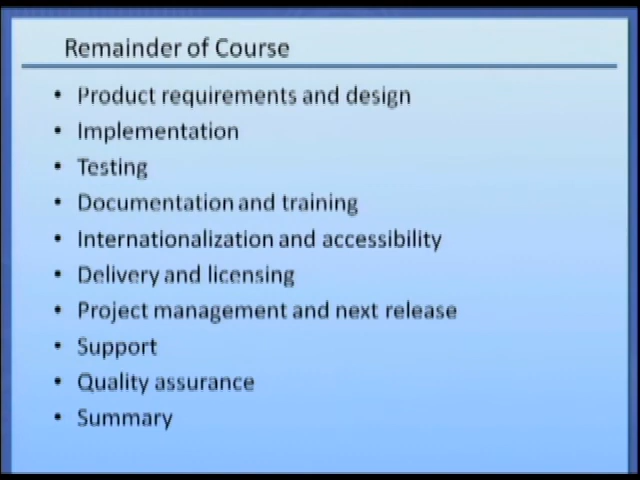 Remainder of Course
• Product requirements and design
• Implementation
• Testing
• Documentation and training
• Internationalization and accessibility
• Delivery and licensing
• Project management and next release
• Support
• Quality assurance
• Summary